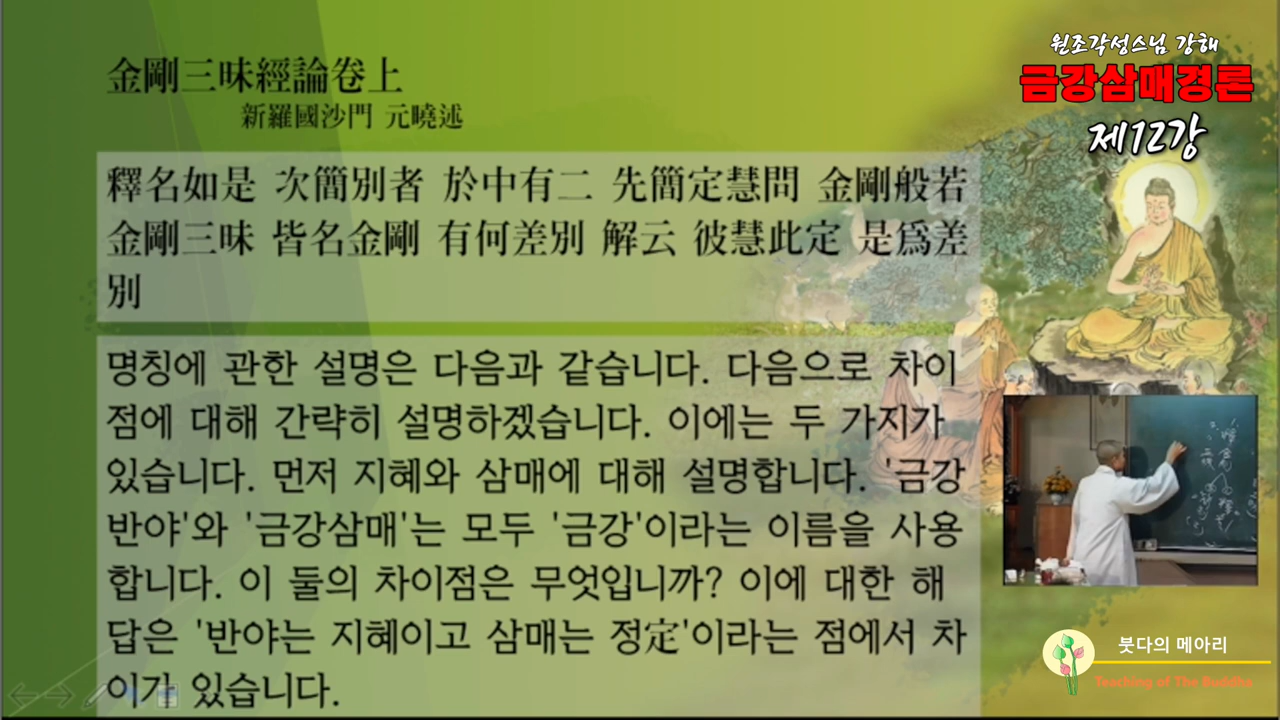 金剛三昧經論卷上
新羅國沙門 元曉述
釋名如是 次簡別者 於中有二 先簡定慧問 金剛般若
金剛三昧 皆名金剛 有何差別 解云 彼慧此定 是爲差
別
명칭에 관한 설명은 다음과 같습니다. 다음으로 차이
점에 대해 간략히 설명하겠습니다. 이에는 두 가지가
있습니다. 먼저 지혜와 삼매에 대해 설명합니다. '금강
반야'와 '금강삼매'는 모두 '금강'이라는 이름을 사용
합니다. 이 둘의 차이점은 무엇입니까? 이에 대한 해
답은 '반야는 지혜이고 삼매는 정定'이라는 점에서 차
이가 있습니다.
원조각성스님 강해
금강삼매경론
제12강
붓다의 메아리
Teaching of The Buddha